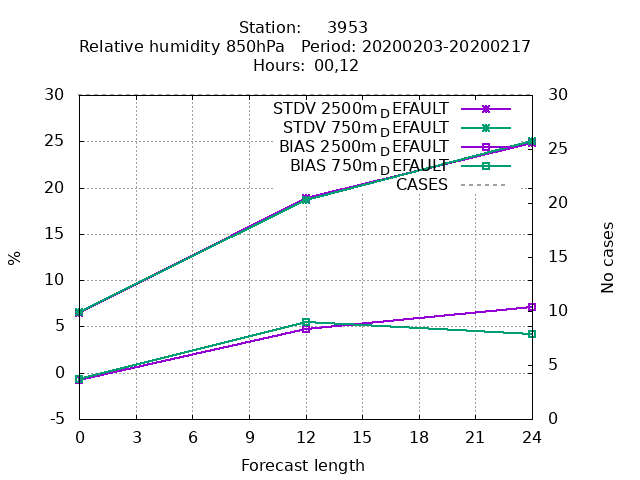 Station: 3953
Relative humidity 850hPa Period: 20200203-20200217
Hours: 00,12
STDV 2500m_DEFAULT
STDV 750m_DEFAULT
BIAS 2500m_DEFAULT
BIAS 750m_DEFAULT
CASES
30
25
20
15
10
5
0
-5
%
30
25
20
15
10
5
0
No cases
0 3 6 9 12 15 18 21 24
Forecast length